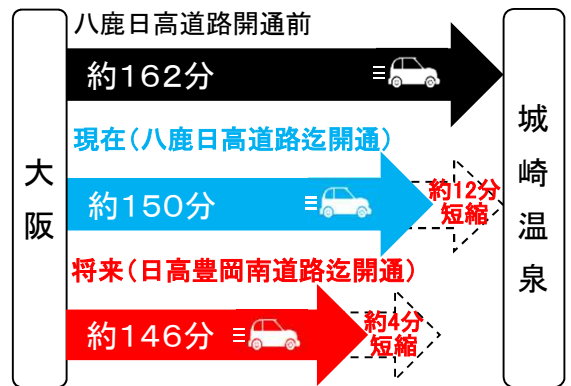 八鹿日高道路開通前
約162分
現在(八鹿日高道路迄開通)
約150分
約12分
短縮
将来(日高豊岡南道路迄開通)
約146分
約4分
短縮
大阪
城崎温泉